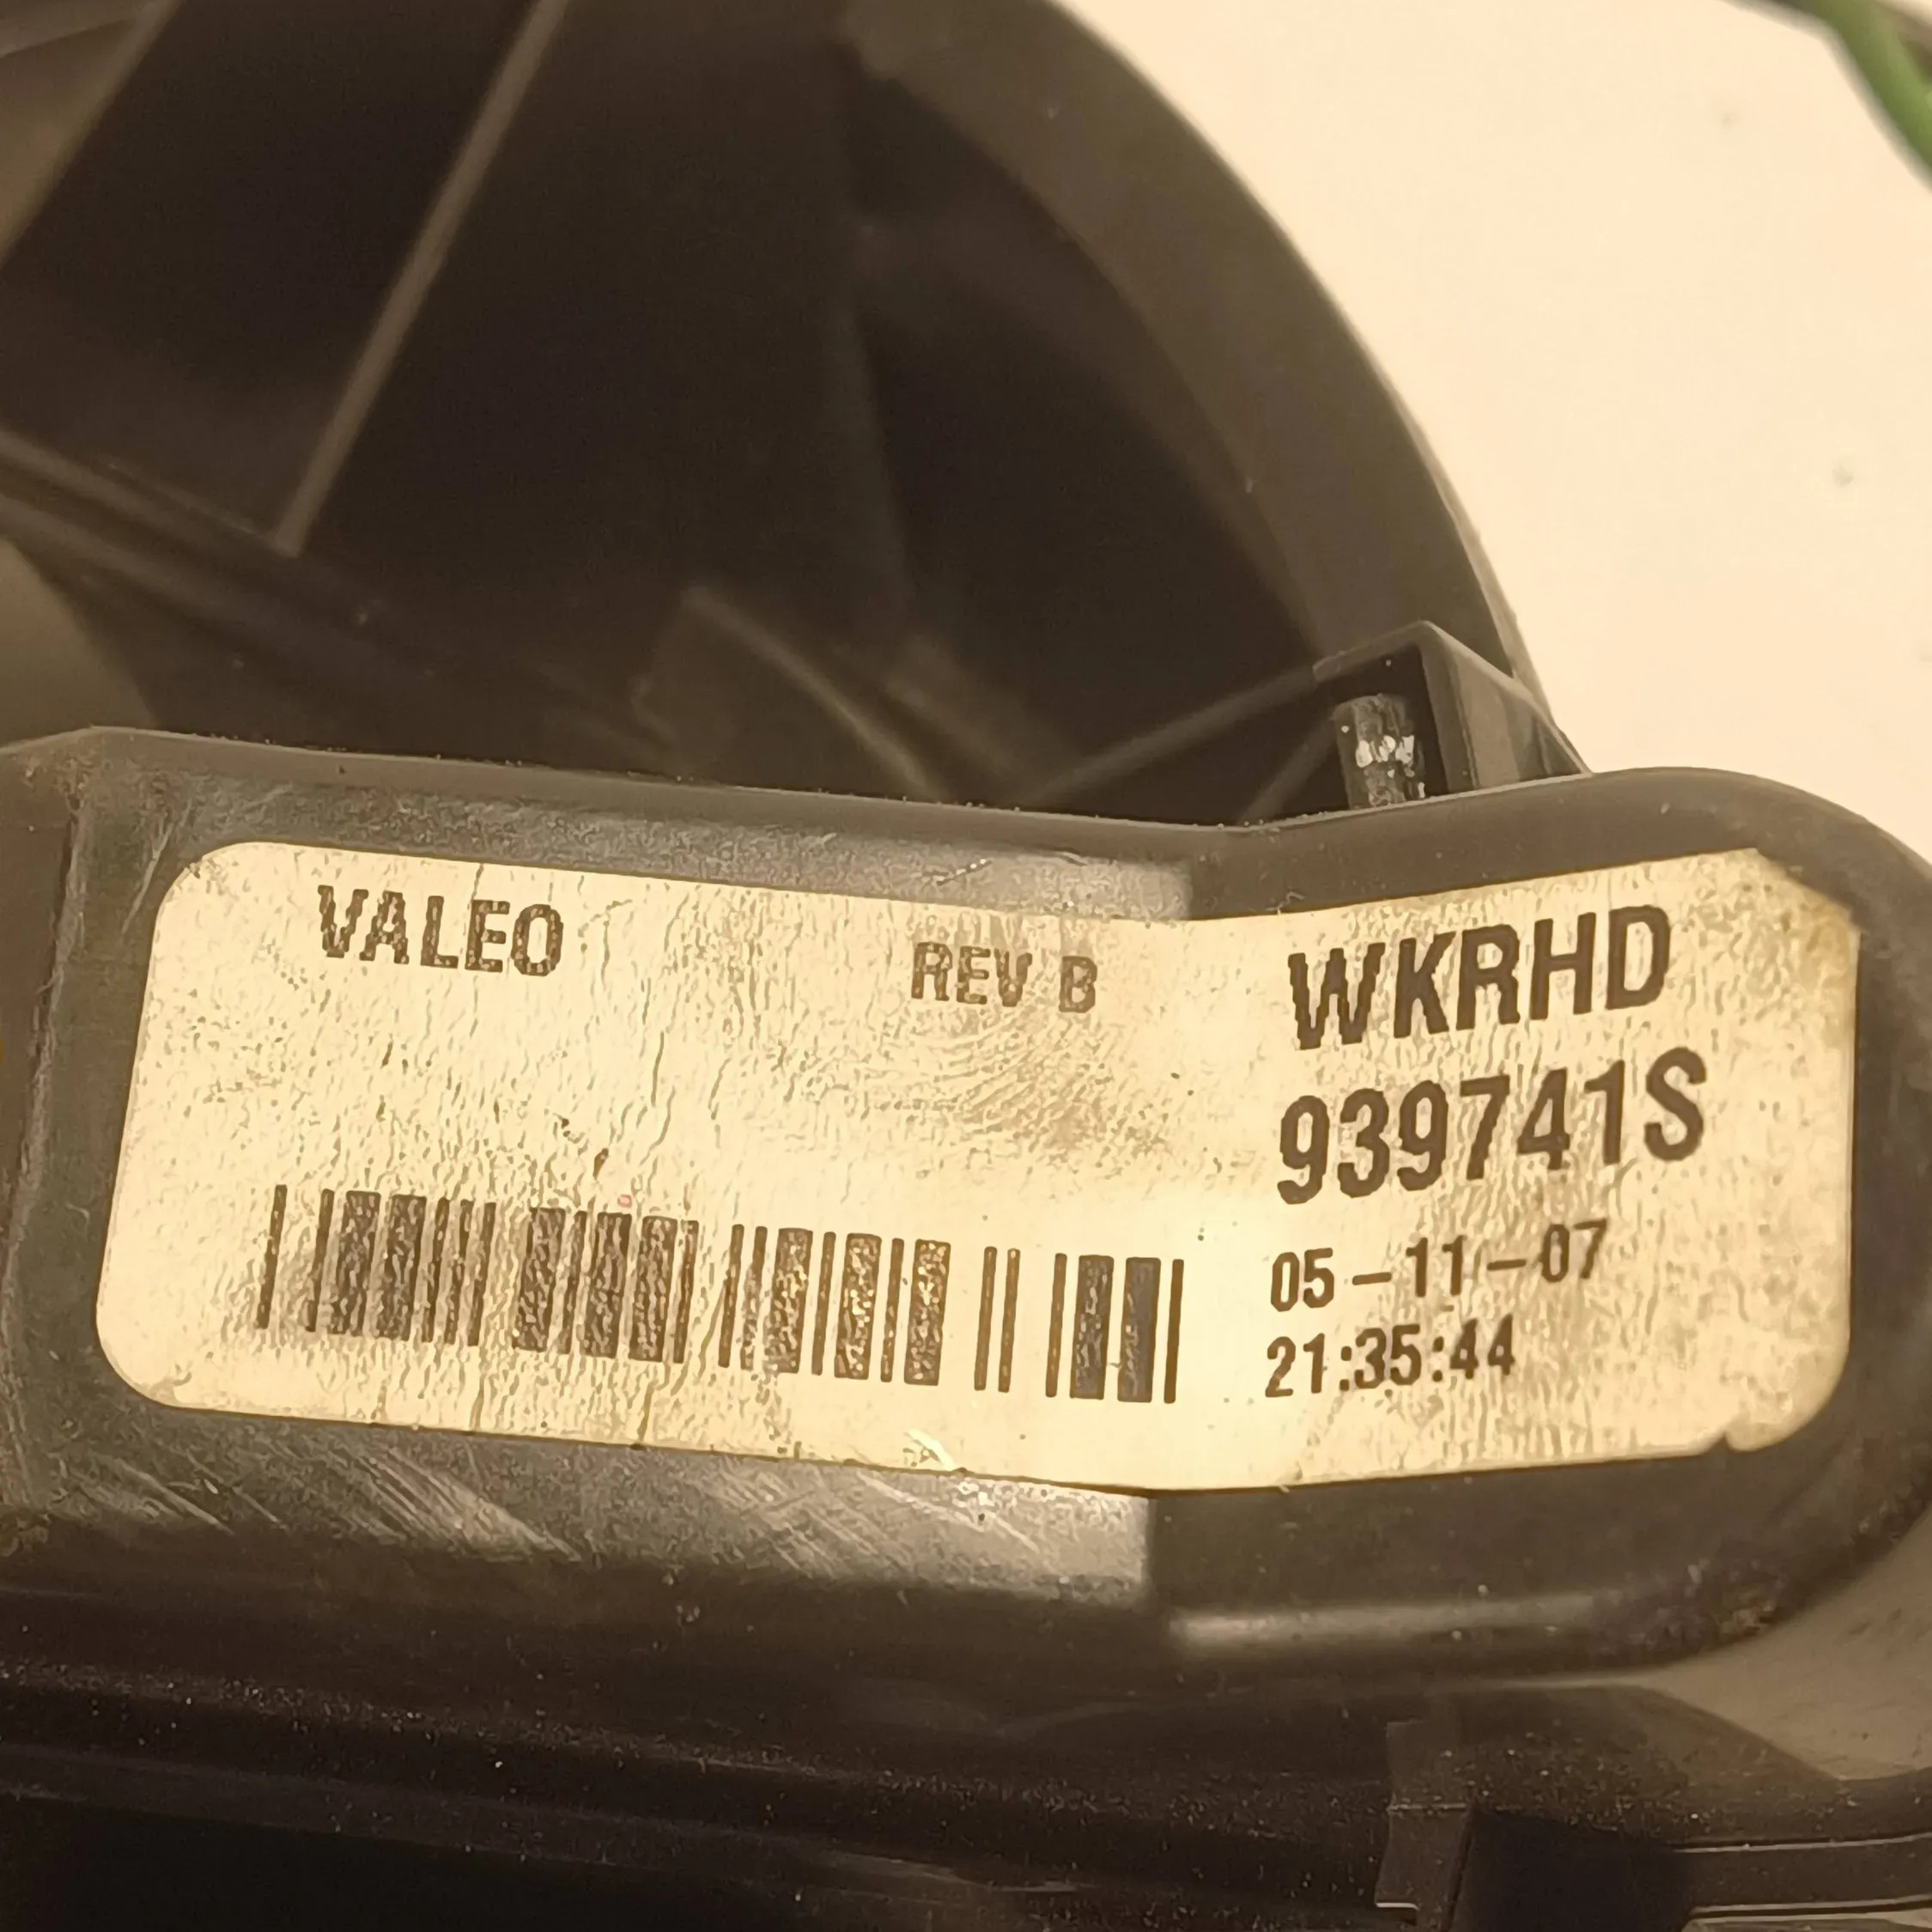 VALEO REV B WKRHD
939741S
05-11-07
21:35:44